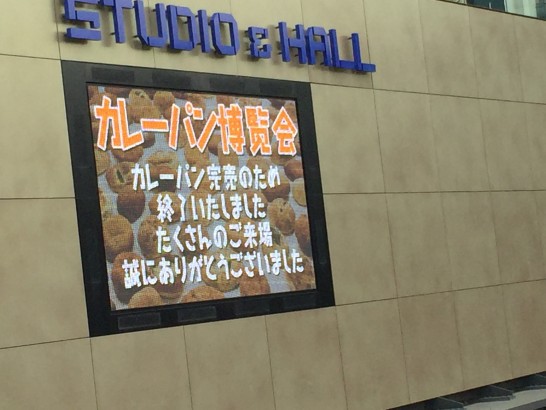 STUDIO & HALL
カレーパン博覧会
カレーパン完売のため
終了いたしました
たくさんのご来場
誠にありがとうございました